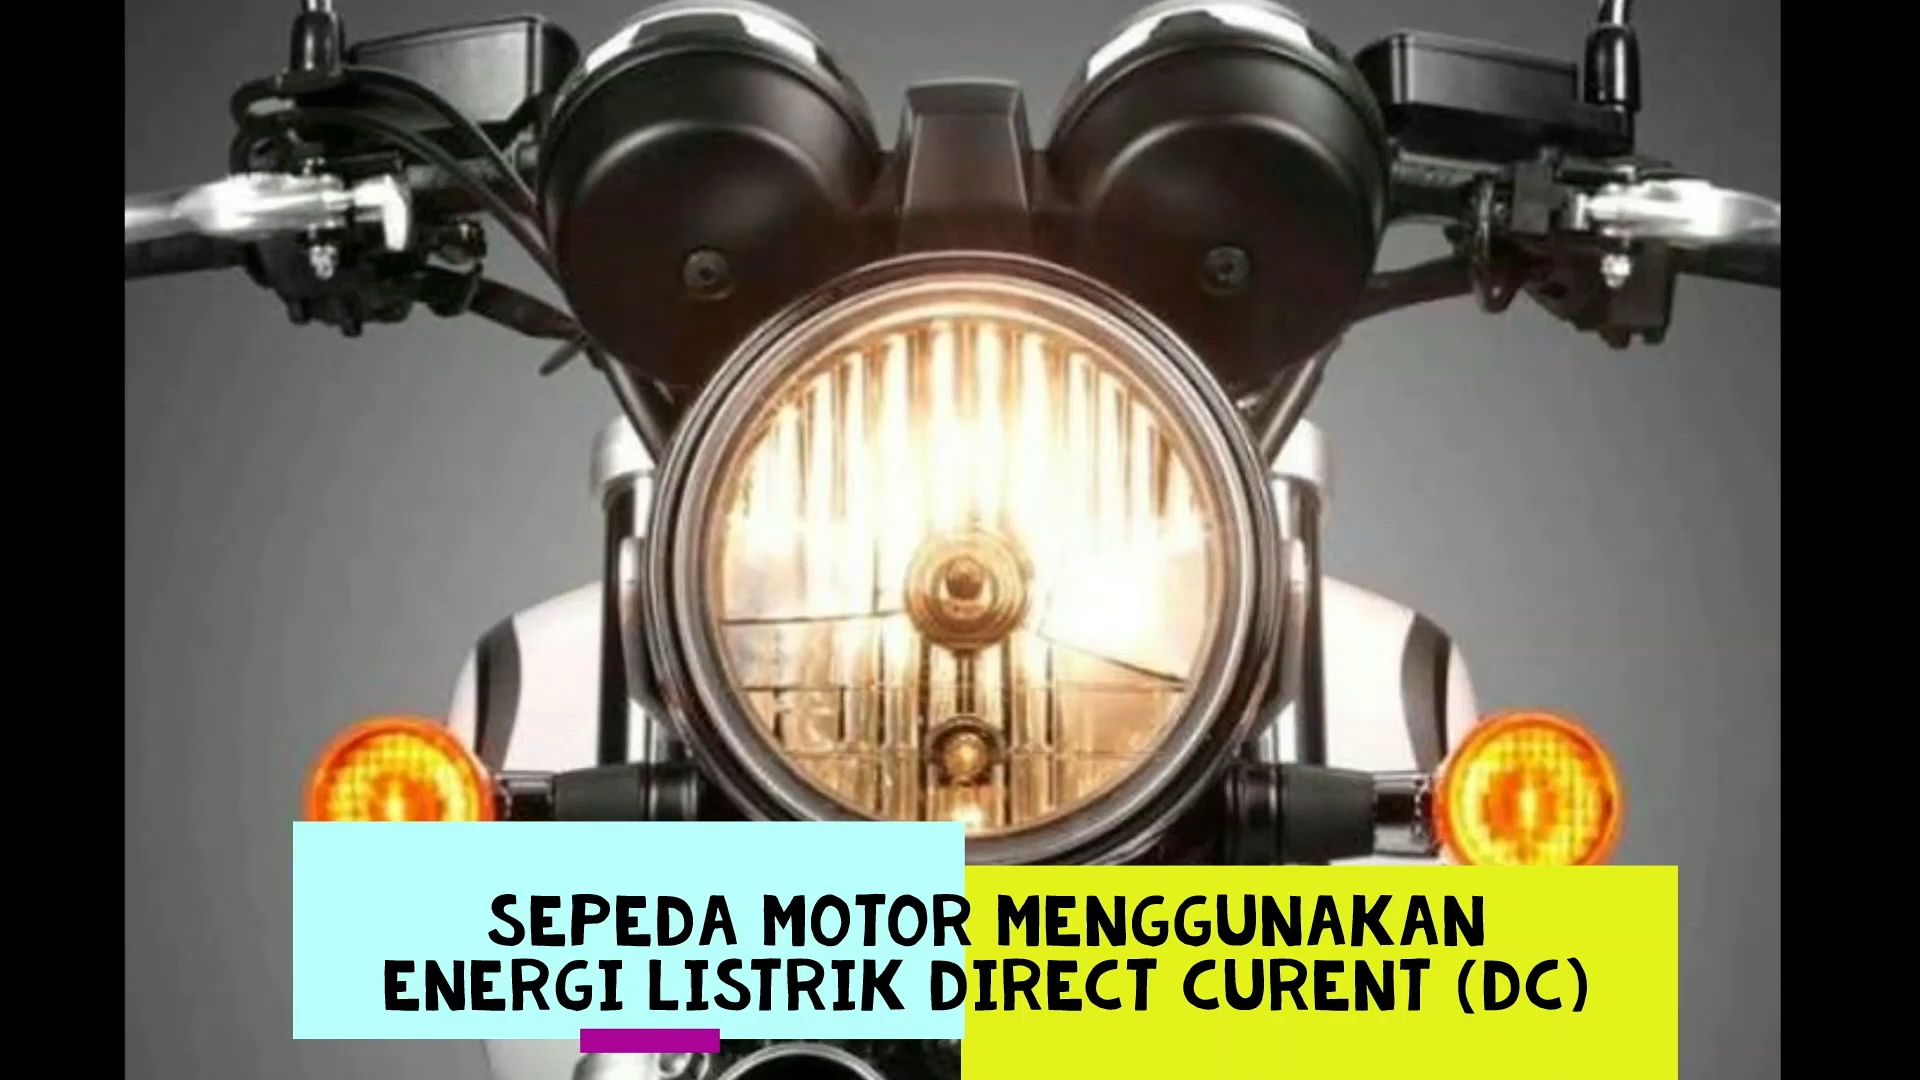 SEPEDA MOTOR MENGGUNAKAN
ENERGI LISTRIK DIRECT CURENT (DC)